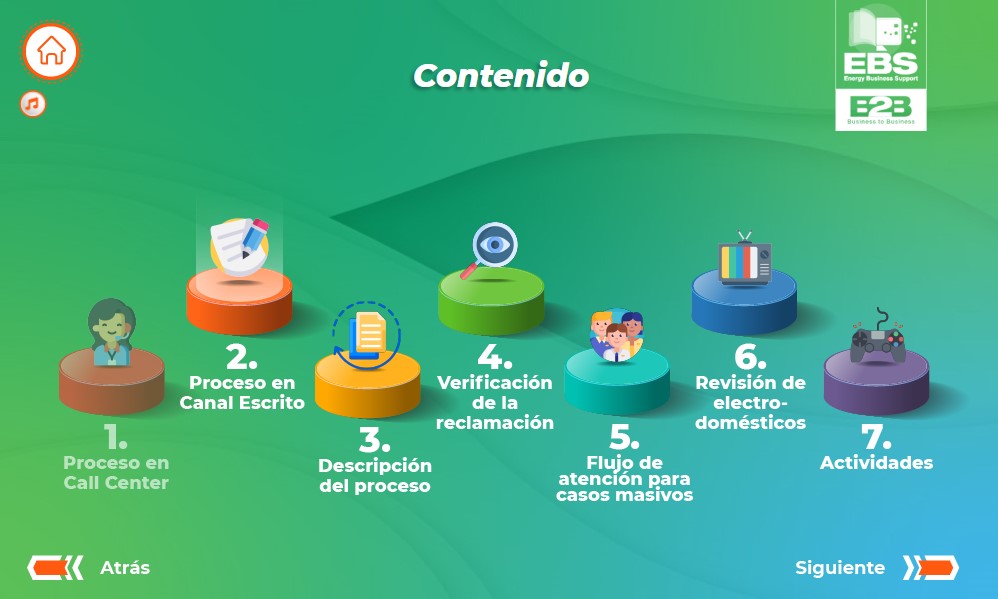 Contenido
EBS
Energy Business Support
B2B
Business to Business
1.
Proceso en
Call Center
2.
Proceso en
Canal Escrito
3.
Descripción
del proceso
4.
Verificación
de la
reclamación
5.
Flujo de
atención para
casos masivos
6.
Revisión de
electro-
domésticos
7.
Actividades
Atrás
Siguiente